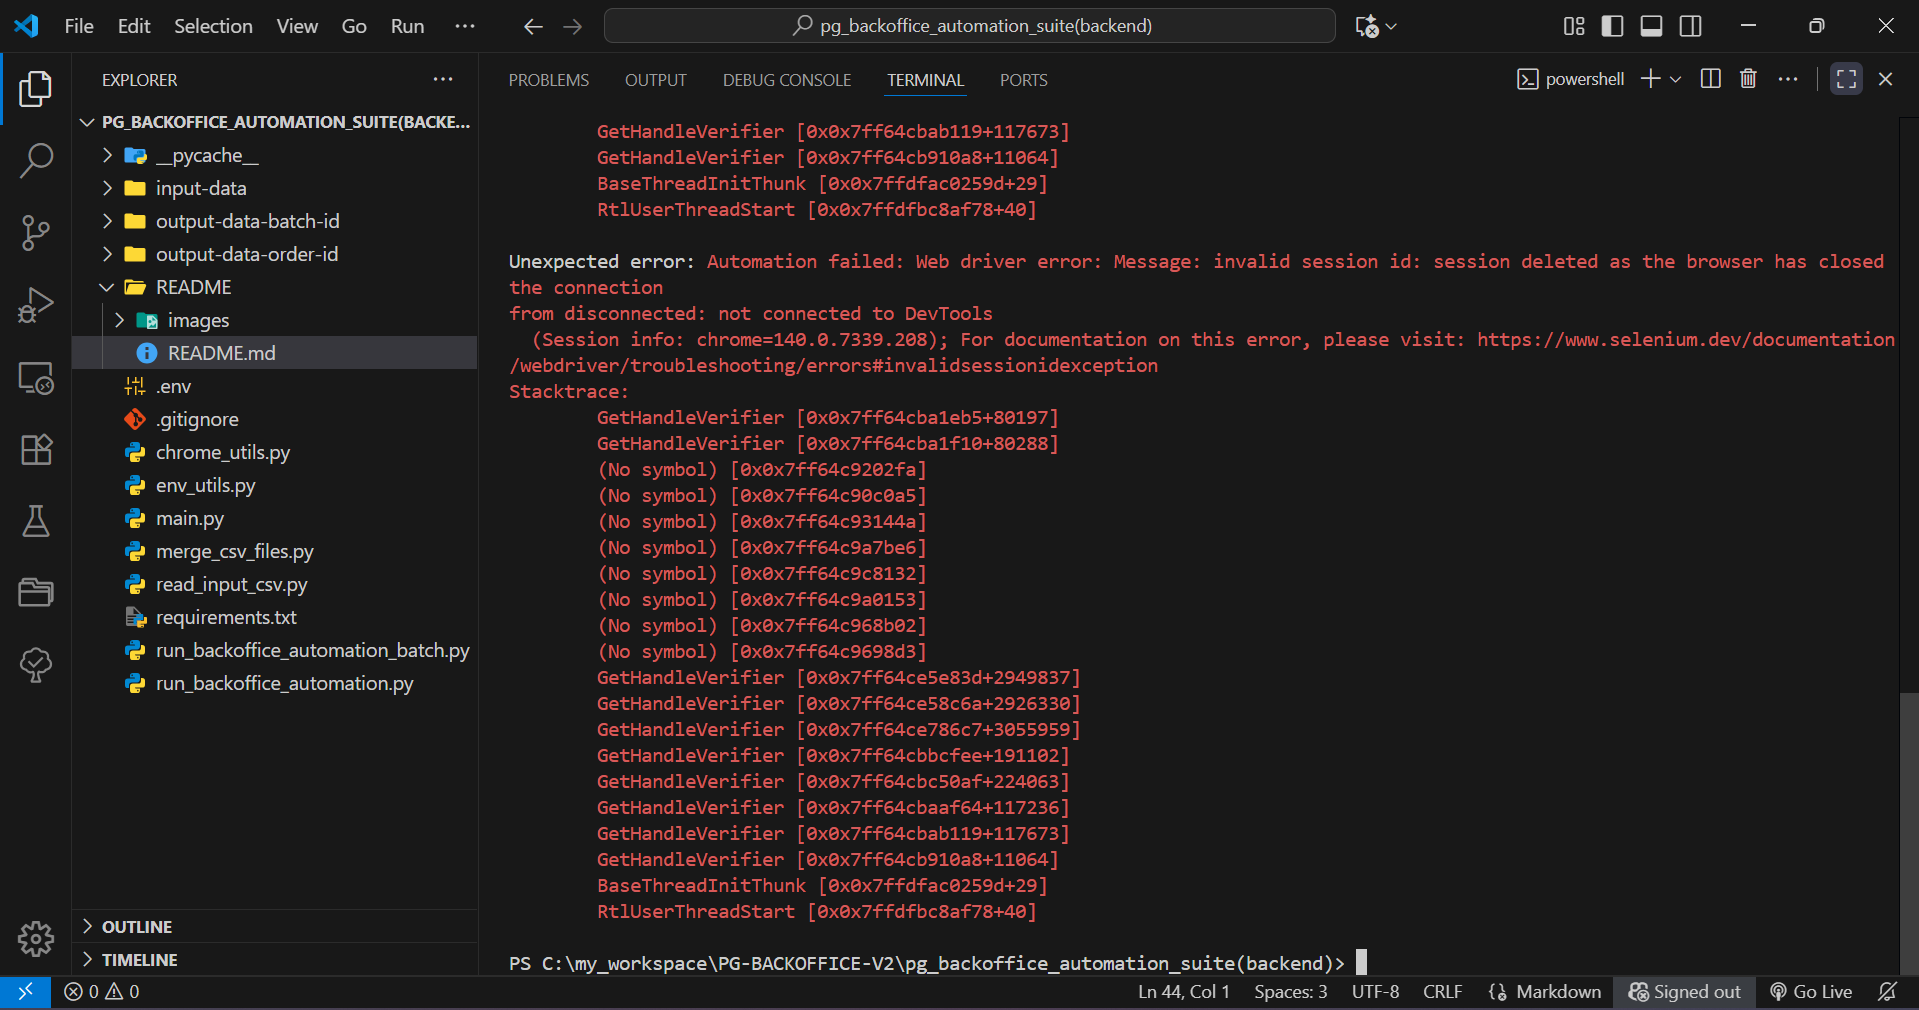 File Edit Selection View Go Run ···
pg_backoffice_automation_suite(backend)
EXPLORER
PG_BACKOFFICE_AUTOMATION_SUITE(BACKE...
__pycache__
input-data
output-data-batch-id
output-data-order-id
README
images
README.md
.env
.gitignore
chrome_utils.py
env_utils.py
main.py
merge_csv_files.py
read_input_csv.py
requirements.txt
run_backoffice_automation_batch.py
run_backoffice_automation.py
OUTLINE
TIMELINE
PROBLEMS OUTPUT DEBUG CONSOLE TERMINAL PORTS
powershell
GetHandleVerifier [0x0x7ff64cbab119+117673]
GetHandleVerifier [0x0x7ff64cb910a8+11064]
BaseThreadInitThunk [0x0x7ffdfac0259d+29]
RtlUserThreadStart [0x0x7ffdfbc8af78+40]
Unexpected error: Automation failed: Web driver error: Message: invalid session id: session deleted as the browser has closed
the connection
from disconnected: not connected to DevTools
(Session info: chrome=140.0.7339.208); For documentation on this error, please visit: https://www.selenium.dev/documentation
/webdriver/troubleshooting/errors#invalidsessionidexception
Stacktrace:
GetHandleVerifier [0x0x7ff64cba1eb5+80197]
GetHandleVerifier [0x0x7ff64cba1f10+80288]
(No symbol) [0x0x7ff64c9202fa]
(No symbol) [0x0x7ff64c90c0a5]
(No symbol) [0x0x7ff64c93144a]
(No symbol) [0x0x7ff64c9a7be6]
(No symbol) [0x0x7ff64c9c8132]
(No symbol) [0x0x7ff64c9a0153]
(No symbol) [0x0x7ff64c968b02]
(No symbol) [0x0x7ff64c9698d3]
GetHandleVerifier [0x0x7ff64ce5e83d+2949837]
GetHandleVerifier [0x0x7ff64ce58c6a+2926330]
GetHandleVerifier [0x0x7ff64ce786c7+3055959]
GetHandleVerifier [0x0x7ff64cbbcfee+191102]
GetHandleVerifier [0x0x7ff64cbc50af+224063]
GetHandleVerifier [0x0x7ff64cbaaf64+117236]
GetHandleVerifier [0x0x7ff64cbab119+117673]
GetHandleVerifier [0x0x7ff64cb910a8+11064]
BaseThreadInitThunk [0x0x7ffdfac0259d+29]
RtlUserThreadStart [0x0x7ffdfbc8af78+40]
PS C:\my_workspace\PG-BACKOFFICE-V2\pg_backoffice_automation_suite(backend)>
0 0
Ln 44, Col 1 Spaces: 3 UTF-8 CRLF Markdown Signed out Go Live